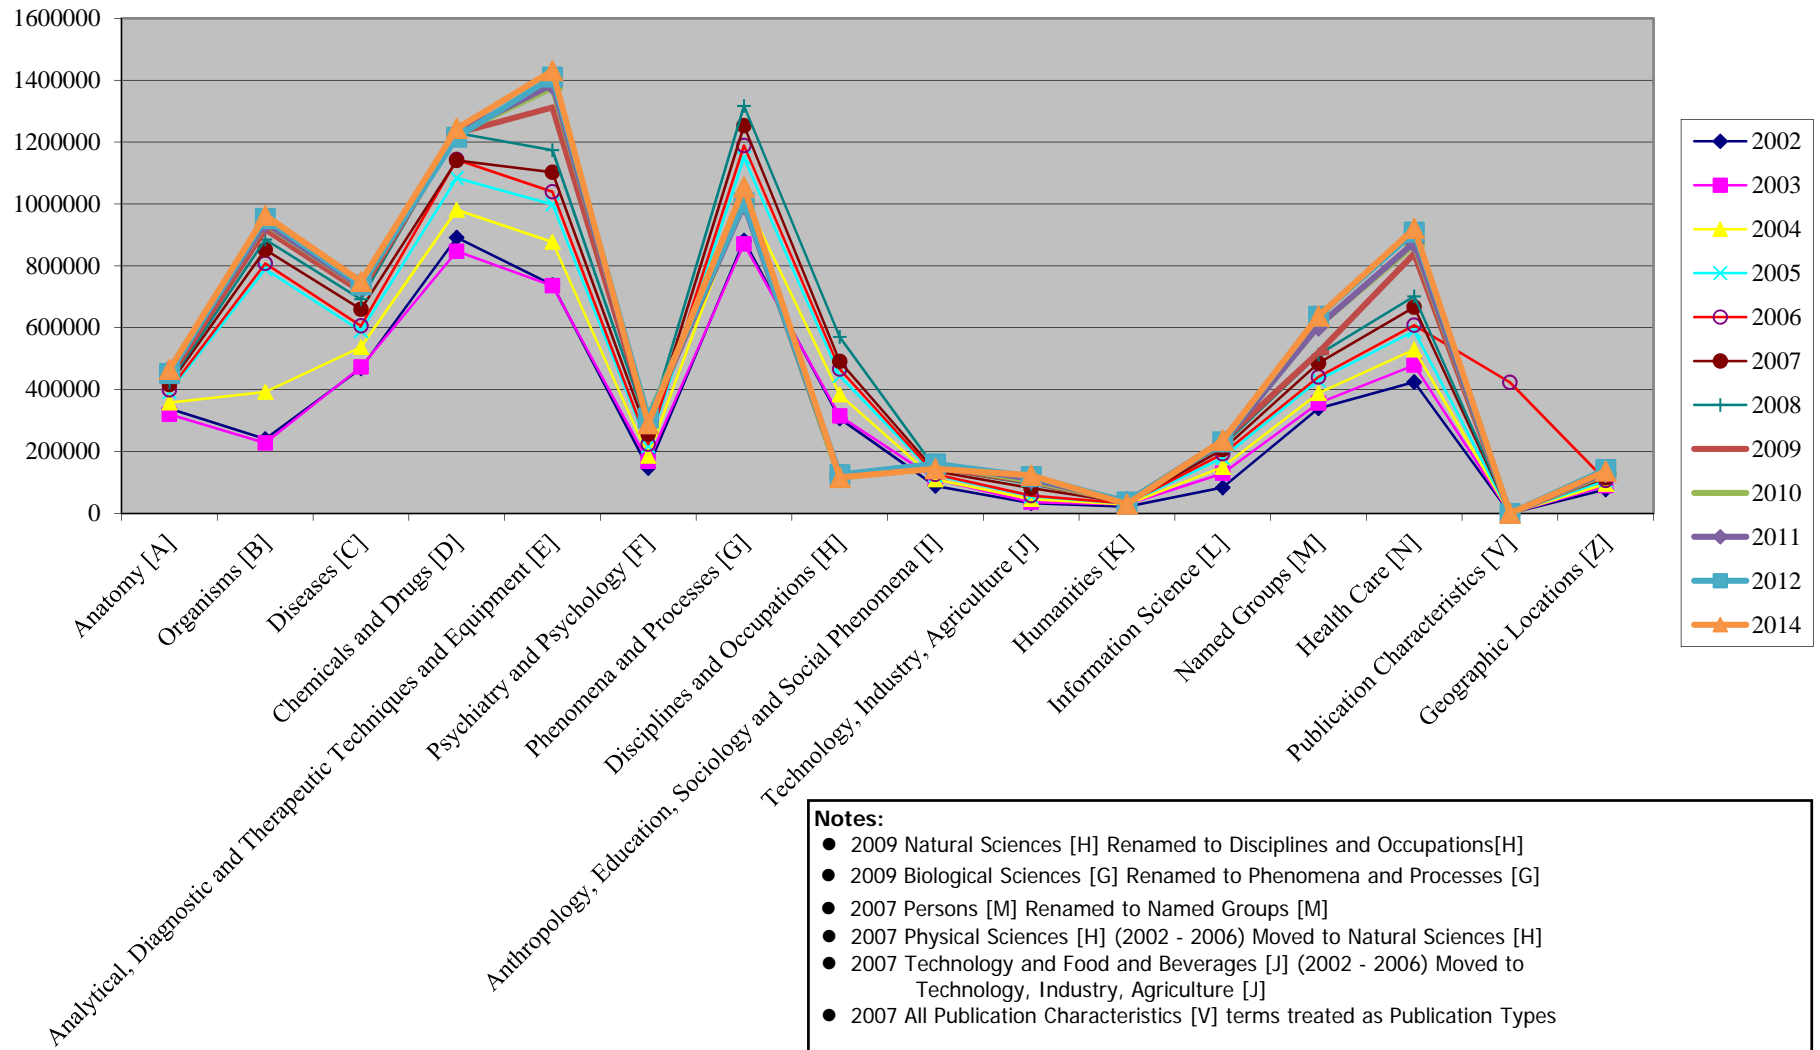 1600000
1400000
1200000
1000000
800000
600000
400000
200000
0
Anatomy [A]
Organisms [B]
Diseases [C]
Chemicals and Drugs [D]
Analytical, Diagnostic and Therapeutic Techniques and Equipment [E]
Psychiatry and Psychology [F]
Phenomena and Processes [G]
Disciplines and Occupations [H]
Anthropology, Education, Sociology and Social Phenomena [I]
Technology, Industry, Agriculture [J]
Humanities [K]
Information Science [L]
Named Groups [M]
Health Care [N]
Publication Characteristics [V]
Geographic Locations [Z]
2002
2003
2004
2005
2006
2007
2008
2009
2010
2011
2012
2014
Notes:
● 2009 Natural Sciences [H] Renamed to Disciplines and Occupations[H]
● 2009 Biological Sciences [G] Renamed to Phenomena and Processes [G]
● 2007 Persons [M] Renamed to Named Groups [M]
● 2007 Physical Sciences [H] (2002 - 2006) Moved to Natural Sciences [H]
● 2007 Technology and Food and Beverages [J] (2002 - 2006) Moved to
Technology, Industry, Agriculture [J]
● 2007 All Publication Characteristics [V] terms treated as Publication Types